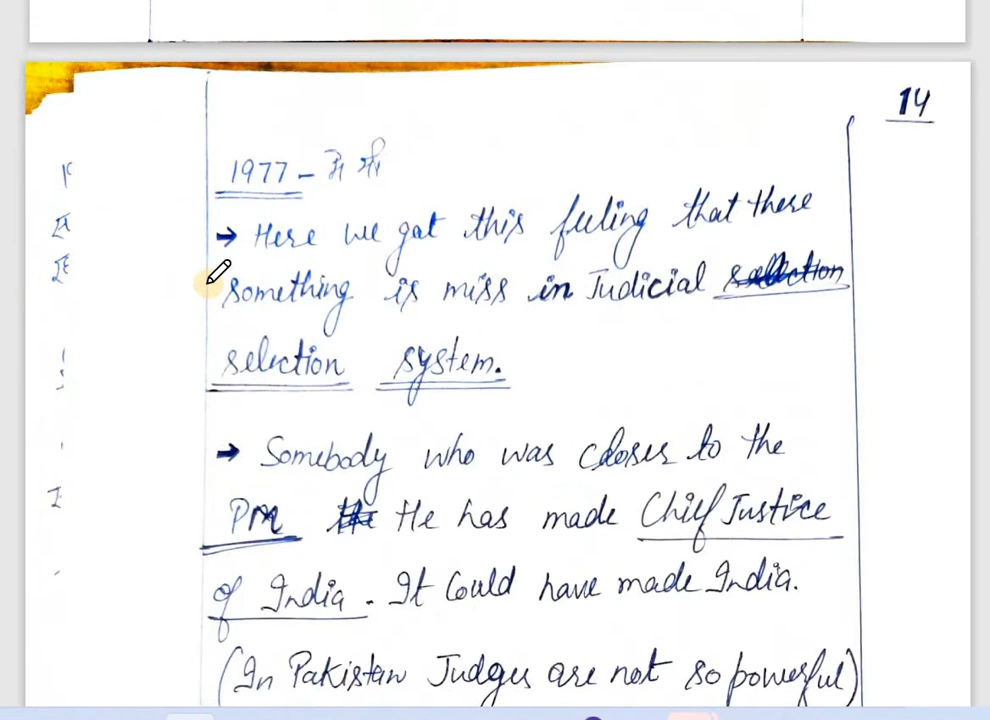 14
1977 - में भी
→ Here we gat this feeling that there
something is miss in Judicial
selection system.
→ Somebody who was closer to the
PM He has made Chief Justice
of India. It Could have made India.
(In Pakistan Judges are not so powerful)